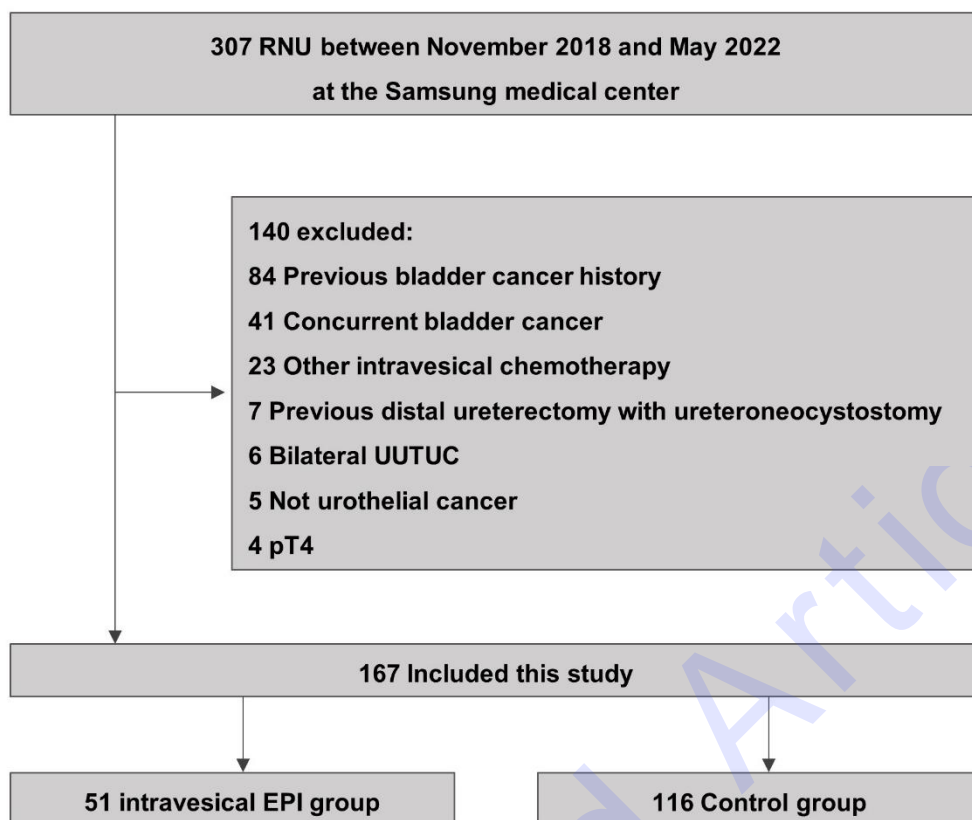 307 RNU between November 2018 and May 2022
at the Samsung medical center
140 excluded:
84 Previous bladder cancer history
41 Concurrent bladder cancer
23 Other intravesical chemotherapy
7 Previous distal ureterectomy with ureteroneocystostomy
6 Bilateral UUTUC
5 Not urothelial cancer
4 pT4
167 Included this study
51 intravesical EPI group
116 Control group